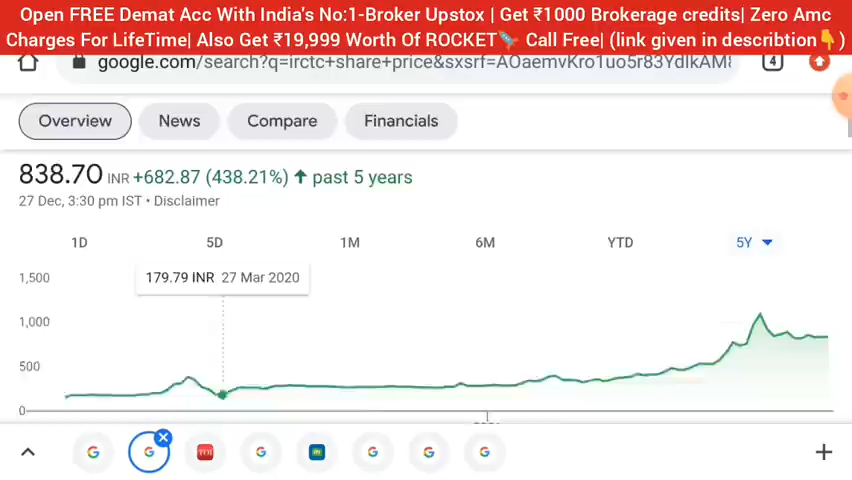 Open FREE Demat Acc With India's No:1-Broker Upstox | Get ₹1000 Brokerage credits| Zero Amc
Charges For LifeTime| Also Get ₹19,999 Worth Of ROCKET🚀 Call Free| (link given in describtion👇)
google.com/search?q=irctc+share+price&sxsrf=AOaemvKro1uo5r83YdIkAM
4
Overview
News
Compare
Financials
838.70 INR +682.87 (438.21%) ↑ past 5 years
27 Dec, 3:30 pm IST • Disclaimer
1D
5D
1M
6M
YTD
5Y
179.79 INR 27 Mar 2020
1,500
1,000
500
0
TOI